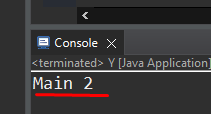 Console
<terminated> Y [Java Application]
Main 2